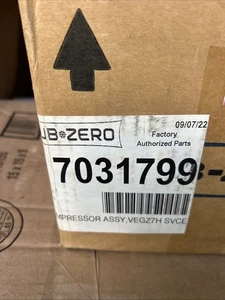 UB-ZERO
09/07/22
Factory
Authorized Parts
7031799
MPRESSOR ASSY,VEGZ7H SVCE